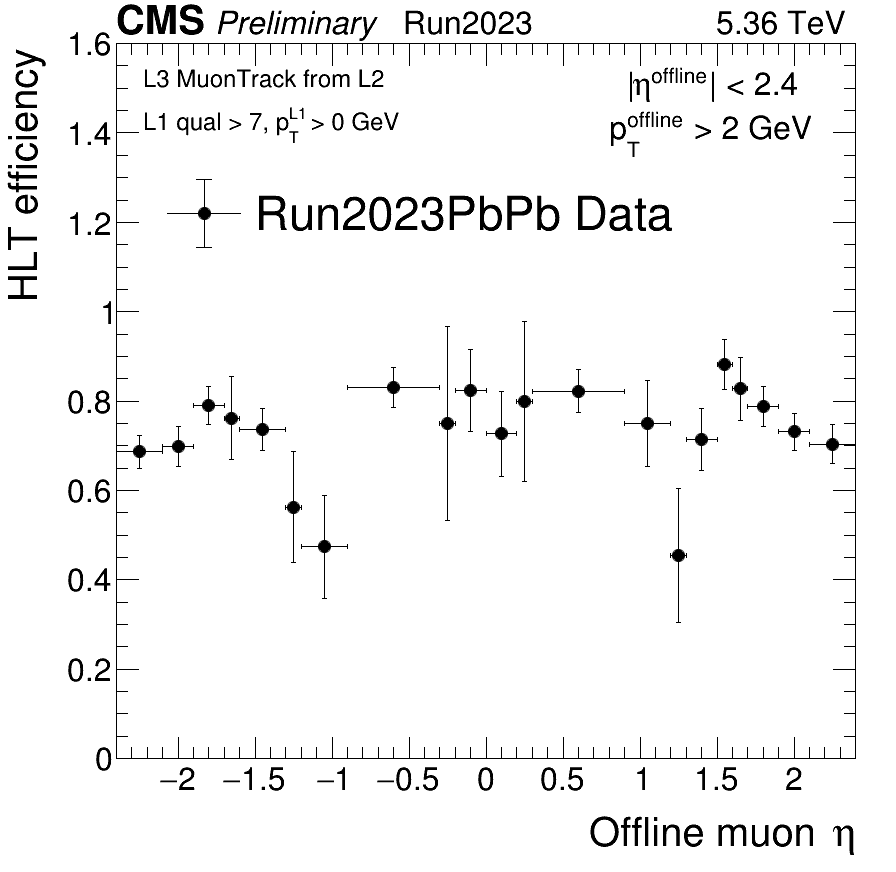 CMS Preliminary Run2023 5.36 TeV
L3 MuonTrack from L2
|η^offline| < 2.4
L1 qual > 7, p_T^L1 > 0 GeV
p_T^offline > 2 GeV
Run2023PbPb Data
HLT efficiency
1.6
1.4
1.2
1
0.8
0.6
0.4
0.2
0
−2 −1.5 −1 −0.5 0 0.5 1 1.5 2
Offline muon η